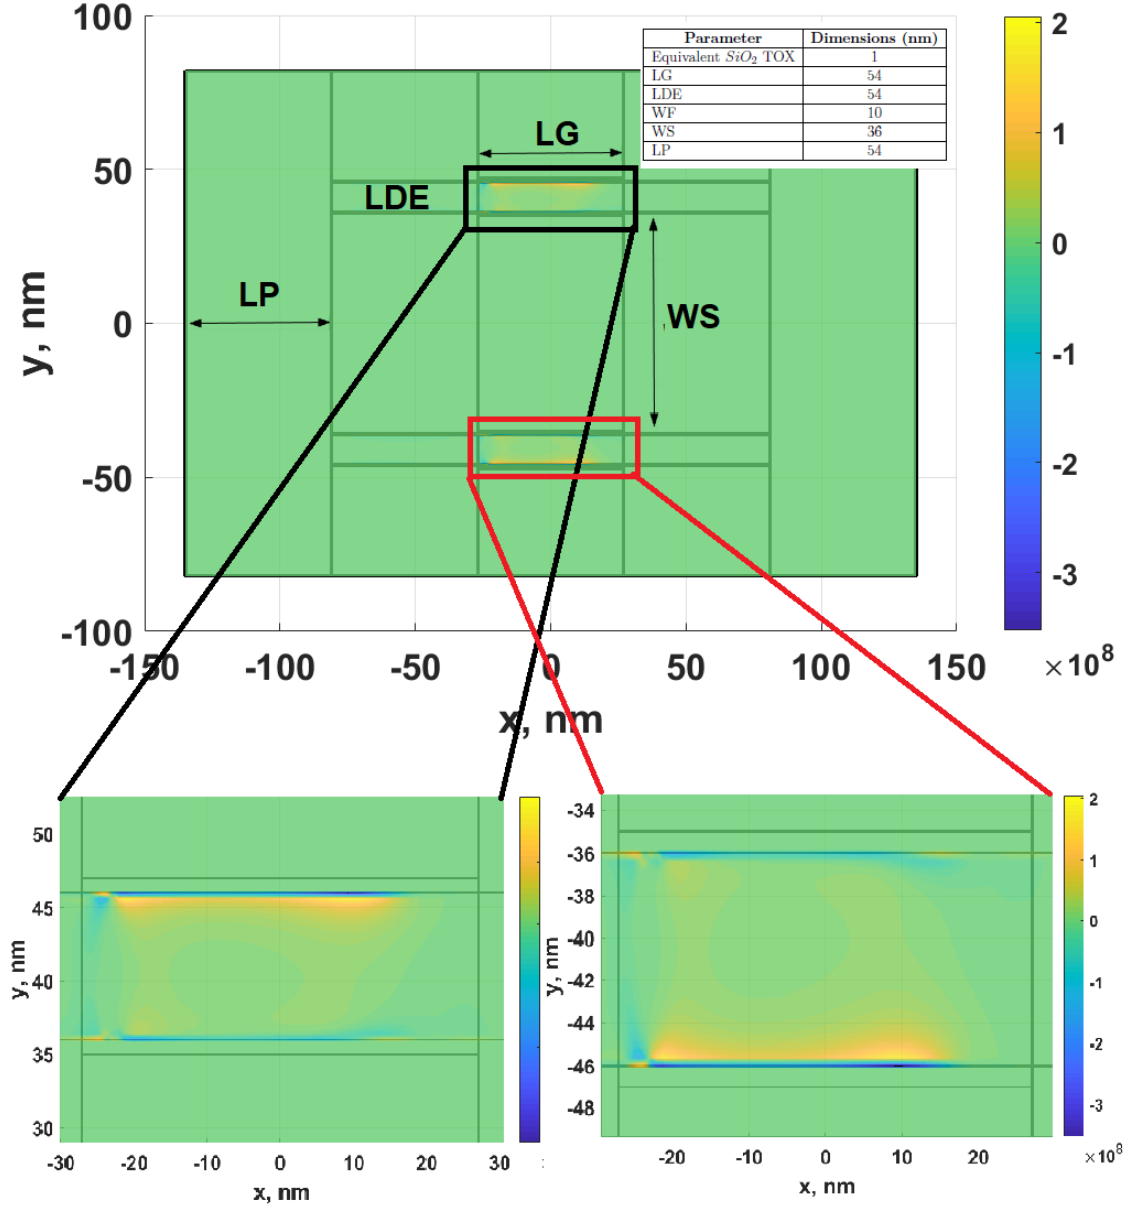 100
50
0
-50
-100
y, nm
-150
-100
-50
0
50
100
150
x, nm
Parameter Dimensions (nm)
Equivalent SiO2 TOX 1
LG 54
LDE 54
WF 10
WS 36
LP 54
LG
LDE
LP
WS
2
1
0
-1
-2
-3
×10^8
50
45
40
35
30
y, nm
-30 -20 -10 0 10 20 30
x, nm
-34
-36
-38
-40
-42
-44
-46
-48
y, nm
-20 -10 0 10 20
x, nm
2
1
0
-1
-2
-3
×10^8